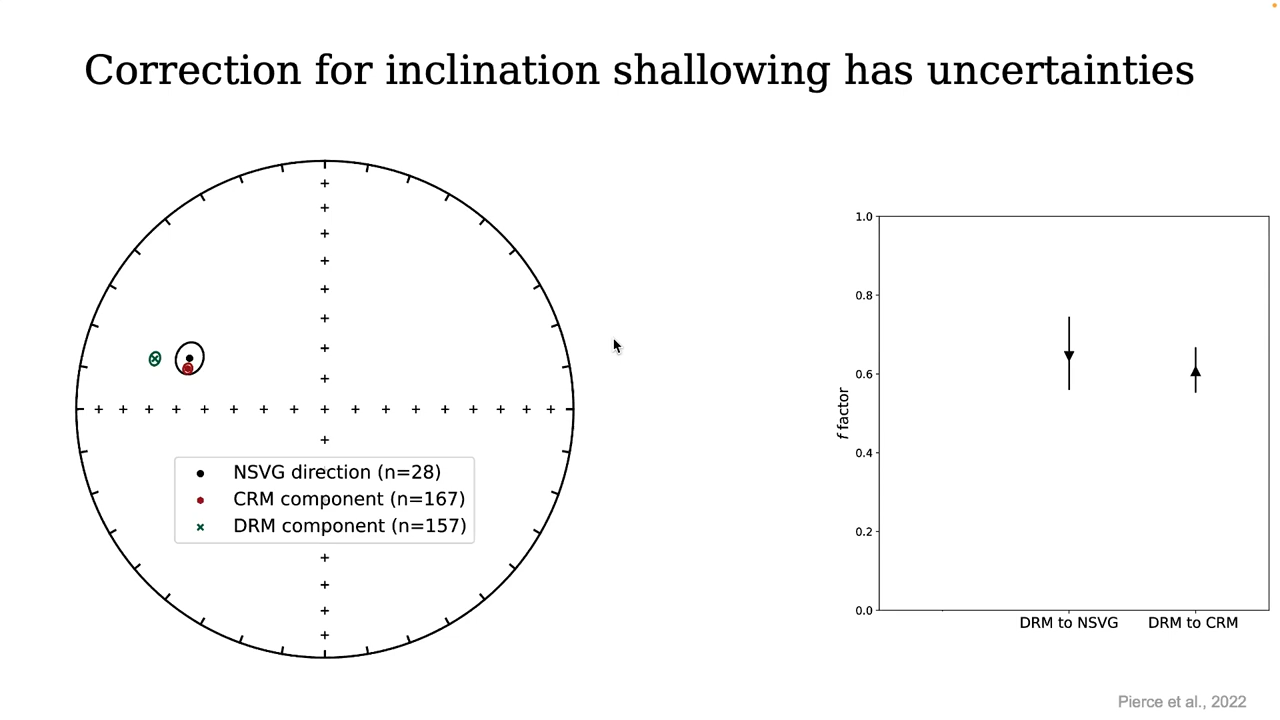 Correction for inclination shallowing has uncertainties
NSVG direction (n=28)
CRM component (n=167)
DRM component (n=157)
1.0
0.8
0.6
0.4
0.2
0.0
f factor
DRM to NSVG
DRM to CRM
Pierce et al., 2022